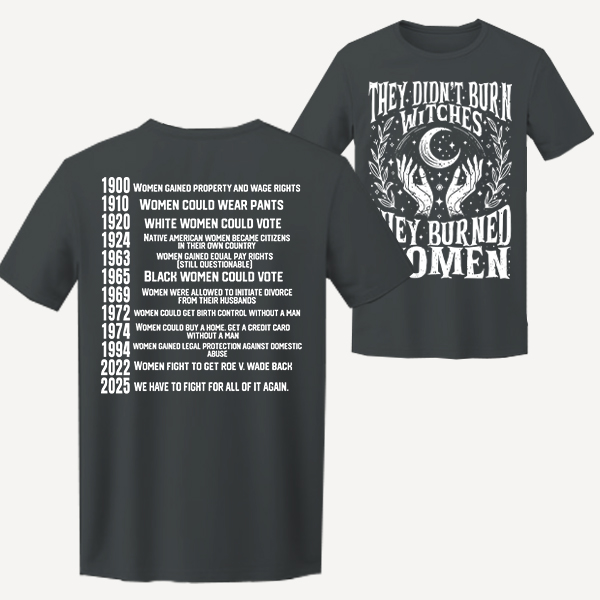 THEY DIDN'T BURN
WITCHES
HEY BURNED
OMEN
1900 WOMEN GAINED PROPERTY AND WAGE RIGHTS
1910 WOMEN COULD WEAR PANTS
1920 WHITE WOMEN COULD VOTE
1924 NATIVE AMERICAN WOMEN BECAME CITIZENS
IN THEIR OWN COUNTRY
1963 WOMEN GAINED EQUAL PAY RIGHTS
(STILL QUESTIONABLE)
1965 BLACK WOMEN COULD VOTE
1969 WOMEN WERE ALLOWED TO INITIATE DIVORCE
FROM THEIR HUSBANDS
1972 WOMEN COULD GET BIRTH CONTROL WITHOUT A MAN
1974 WOMEN COULD BUY A HOME, GET A CREDIT CARD
WITHOUT A MAN
1994 WOMEN GAINED LEGAL PROTECTION AGAINST DOMESTIC
ABUSE
2022 WOMEN FIGHT TO GET ROE V. WADE BACK
2025 WE HAVE TO FIGHT FOR ALL OF IT AGAIN.